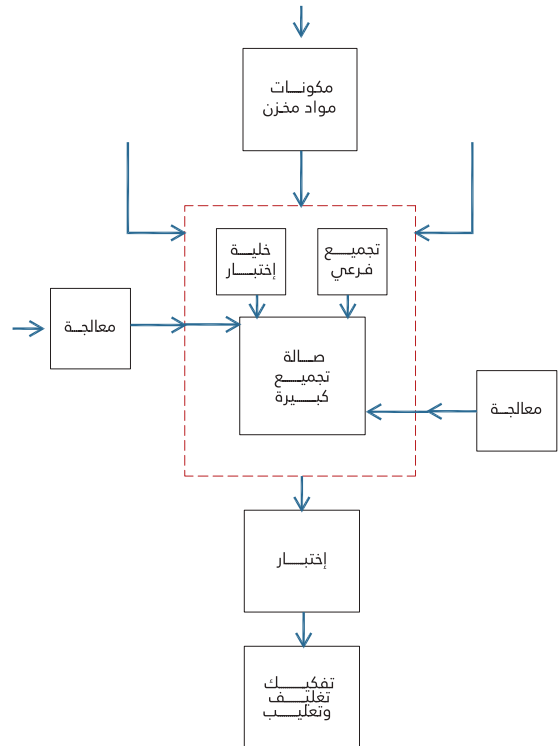 مكونات
مواد مخزن
تجميع
فرعي
خلية
إختبار
معالجة
صالة
تجميع
كبيرة
معالجة
إختبار
تفكيك
تغليف
وتعليب